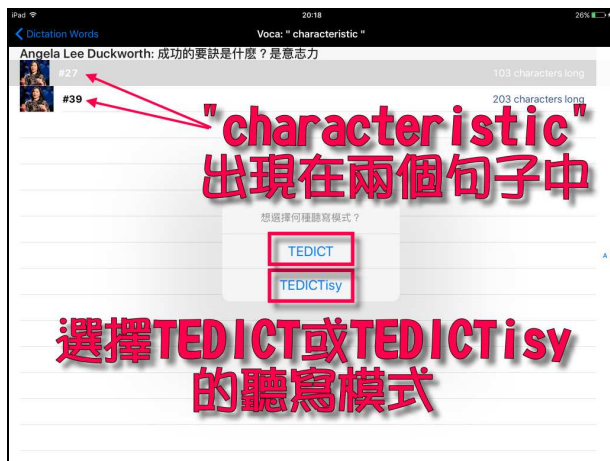 iPad 20:18 26%
Dictation Words Voca: " characteristic "
Angela Lee Duckworth: 成功的要訣是什麼？是意志力
#27 103 characters long
#39 203 characters long
"characteristic"
出現在兩個句子中
想選擇何種聽寫模式？
TEDICT
A
TEDICTisy
選擇TEDICT或TEDICTisy
的聽寫模式